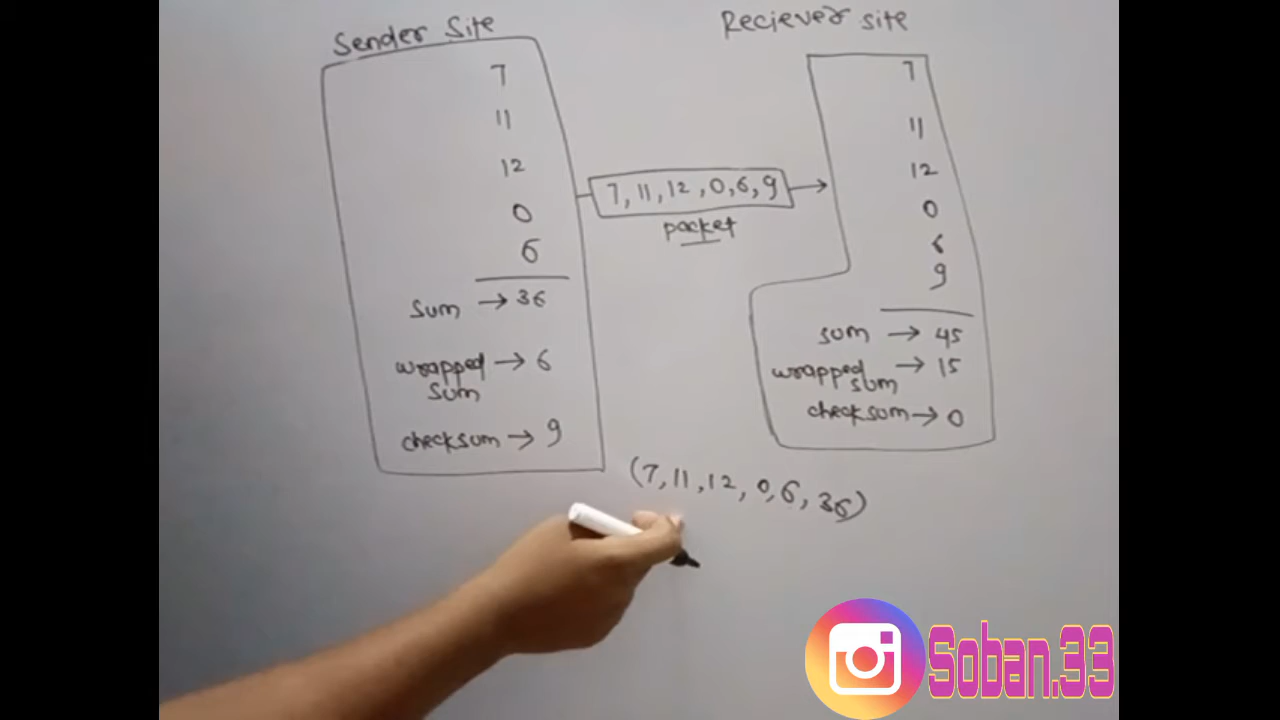 Sender Site
7
11
12
0
6
sum → 36
wrapped → 6
sum
checksum → 9
7, 11, 12, 0, 6, 9
packet
Reciever site
7
11
12
0
6
9
sum → 45
wrapped → 15
sum
checksum → 0
(7, 11, 12, 0, 6, 36)
Soban.33